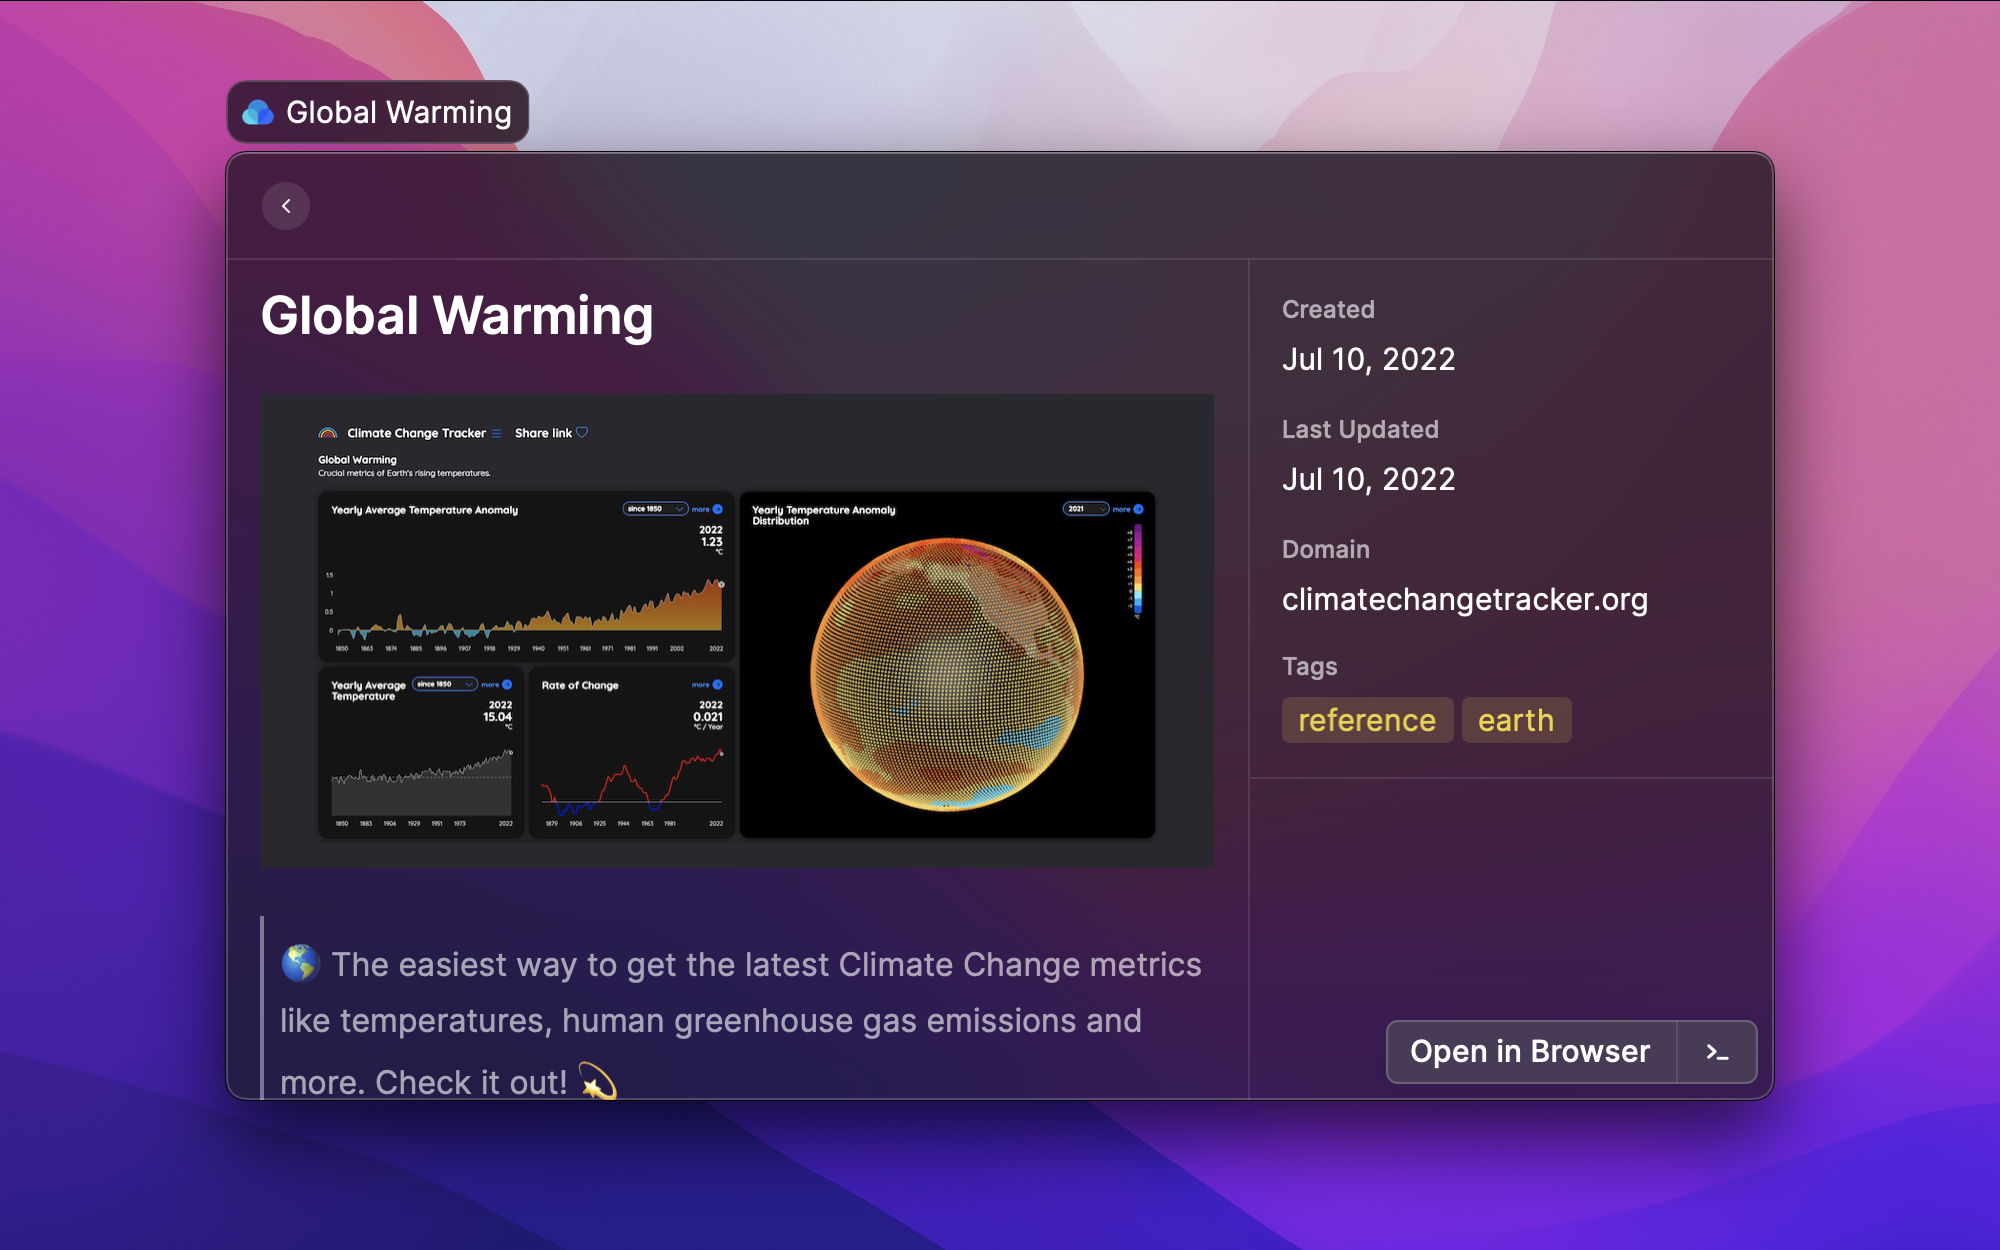 Global Warming
Global Warming
Climate Change Tracker
Share link
Global Warming
Crucial metrics of Earth's rising temperatures.
Yearly Average Temperature Anomaly
since 1850
more
2022
1.23
°C
1.5
1
0.5
0
1850 1863 1874 1885 1896 1907 1918 1929 1940 1951 1961 1971 1981 1991 2002 2022
Yearly Average
Temperature
since 1850
more
2022
15.04
°C
1850 1883 1906 1929 1951 1973 2022
Rate of Change
more
2022
0.021
°C / Year
1879 1906 1925 1944 1963 1981 2022
Yearly Temperature Anomaly
Distribution
2021
more
The easiest way to get the latest Climate Change metrics
like temperatures, human greenhouse gas emissions and
more. Check it out!
Created
Jul 10, 2022
Last Updated
Jul 10, 2022
Domain
climatechangetracker.org
Tags
reference
earth
Open in Browser